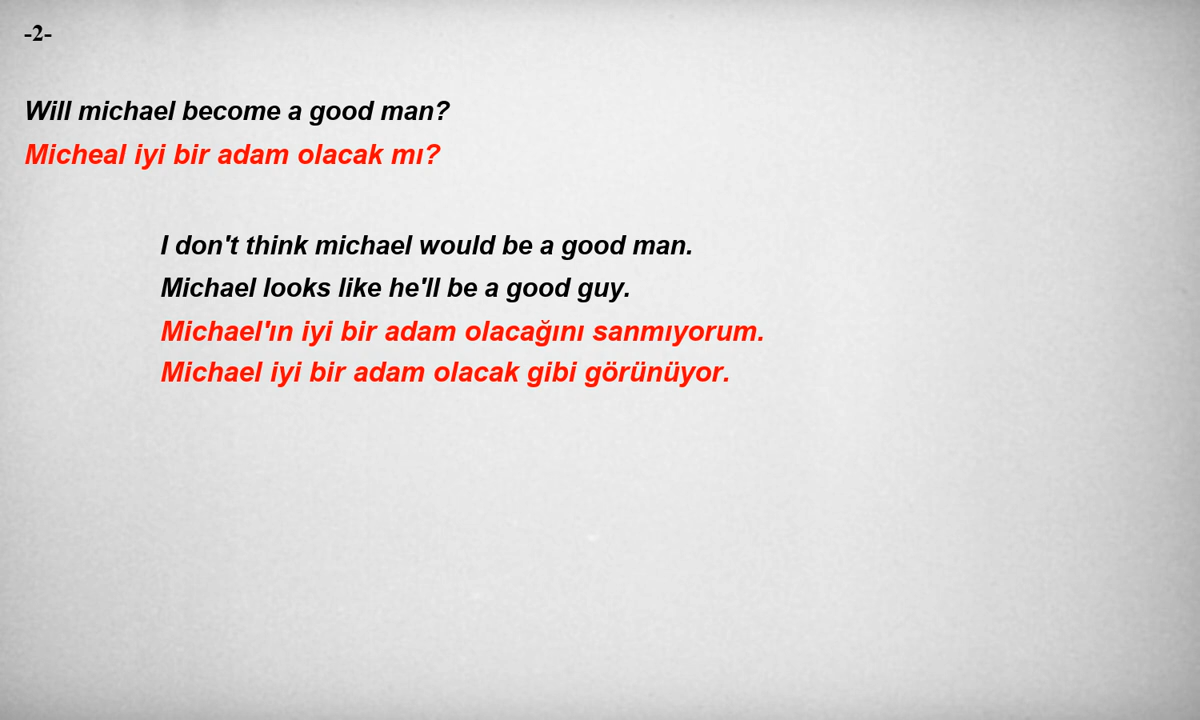 -2-
Will michael become a good man?
Micheal iyi bir adam olacak mı?
I don't think michael would be a good man.
Michael looks like he'll be a good guy.
Michael'ın iyi bir adam olacağını sanmıyorum.
Michael iyi bir adam olacak gibi görünüyor.